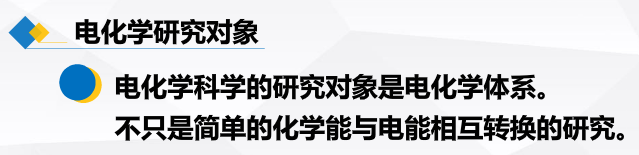 电化学研究对象
电化学科学的研究对象是电化学体系。
不只是简单的化学能与电能相互转换的研究。